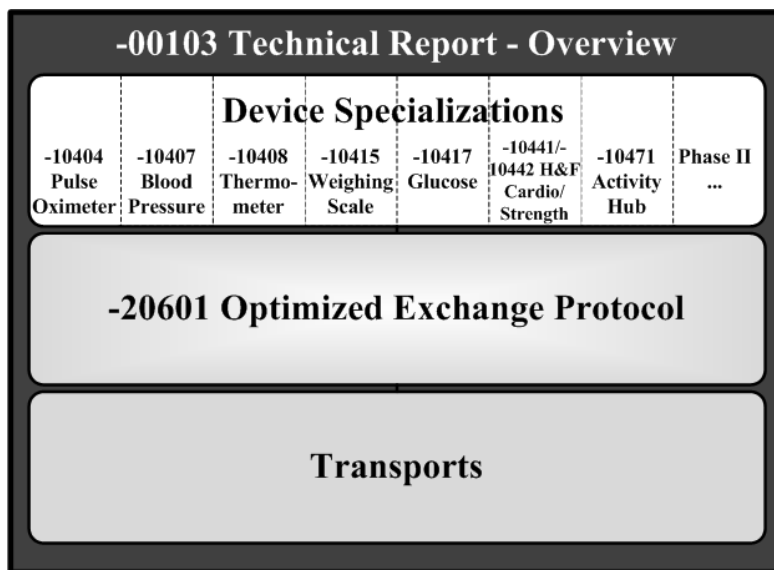 -00103 Technical Report - Overview
Device Specializations
-10404
Pulse
Oximeter
-10407
Blood
Pressure
-10408
Thermo-
meter
-10415
Weighing
Scale
-10417
Glucose
-10441/-
10442 H&F
Cardio/
Strength
-10471
Activity
Hub
Phase II
...
-20601 Optimized Exchange Protocol
Transports